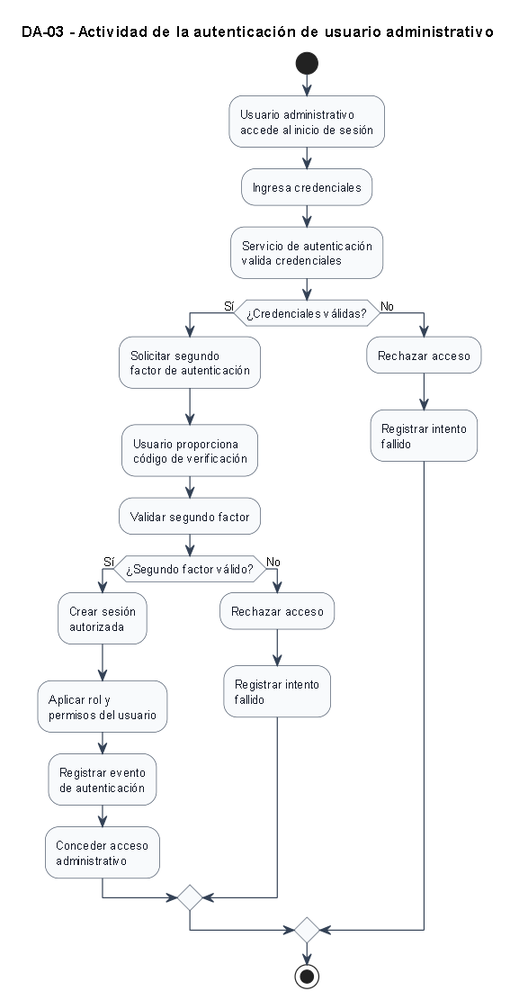 DA-03 - Actividad de la autenticación de usuario administrativo
Usuario administrativo
accede al inicio de sesión
Ingresa credenciales
Servicio de autenticación
valida credenciales
¿Credenciales válidas?
Sí
No
Solicitar segundo
factor de autenticación
Usuario proporciona
código de verificación
Validar segundo factor
¿Segundo factor válido?
Sí
No
Crear sesión
autorizada
Aplicar rol y
permisos del usuario
Registrar evento
de autenticación
Conceder acceso
administrativo
Rechazar acceso
Registrar intento
fallido
Rechazar acceso
Registrar intento
fallido